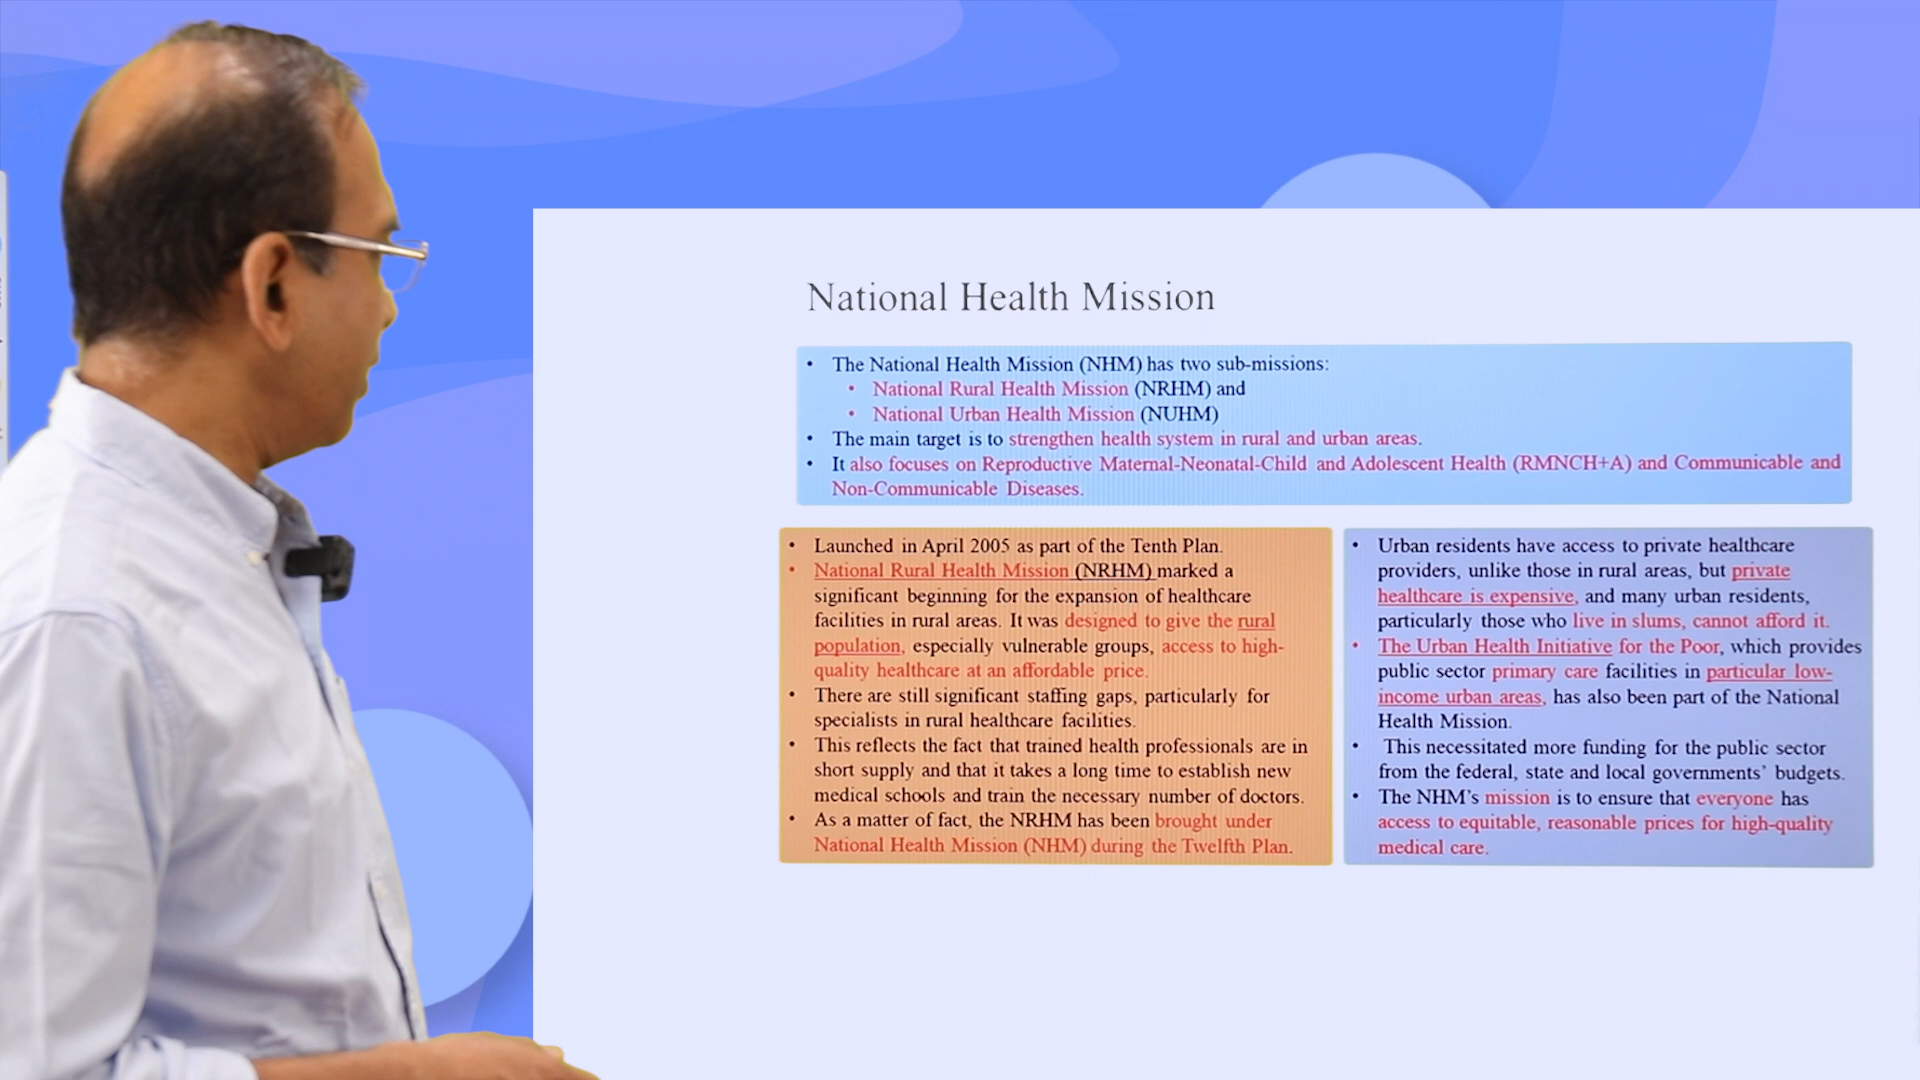 National Health Mission
• The National Health Mission (NHM) has two sub-missions:
• National Rural Health Mission (NRHM) and
• National Urban Health Mission (NUHM)
• The main target is to strengthen health system in rural and urban areas.
• It also focuses on Reproductive Maternal-Neonatal-Child and Adolescent Health (RMNCH+A) and Communicable and
Non-Communicable Diseases.
• Launched in April 2005 as part of the Tenth Plan.
• National Rural Health Mission (NRHM) marked a
significant beginning for the expansion of healthcare
facilities in rural areas. It was designed to give the rural
population, especially vulnerable groups, access to high-
quality healthcare at an affordable price.
• There are still significant staffing gaps, particularly for
specialists in rural healthcare facilities.
• This reflects the fact that trained health professionals are in
short supply and that it takes a long time to establish new
medical schools and train the necessary number of doctors.
• As a matter of fact, the NRHM has been brought under
National Health Mission (NHM) during the Twelfth Plan.
• Urban residents have access to private healthcare
providers, unlike those in rural areas, but private
healthcare is expensive, and many urban residents,
particularly those who live in slums, cannot afford it.
• The Urban Health Initiative for the Poor, which provides
public sector primary care facilities in particular low-
income urban areas, has also been part of the National
Health Mission.
• This necessitated more funding for the public sector
from the federal, state and local governments' budgets.
• The NHM's mission is to ensure that everyone has
access to equitable, reasonable prices for high-quality
medical care.